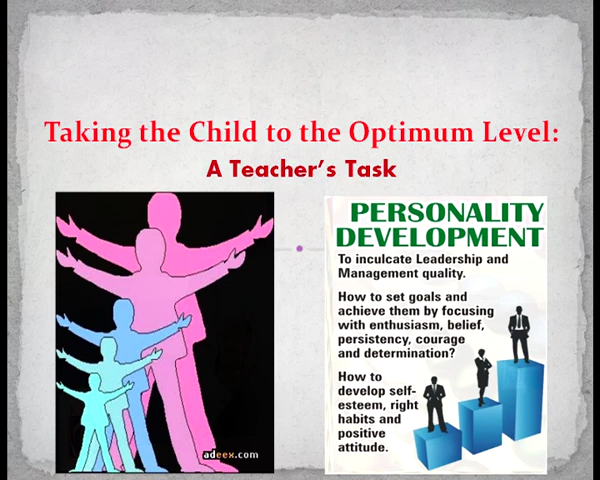 Taking the Child to the Optimum Level:
A Teacher's Task
adeex.com
PERSONALITY
DEVELOPMENT
To inculcate Leadership and
Management quality.
How to set goals and
achieve them by focusing
with enthusiasm, belief,
persistency, courage
and determination?
How to
develop self-
esteem, right
habits and
positive
attitude.